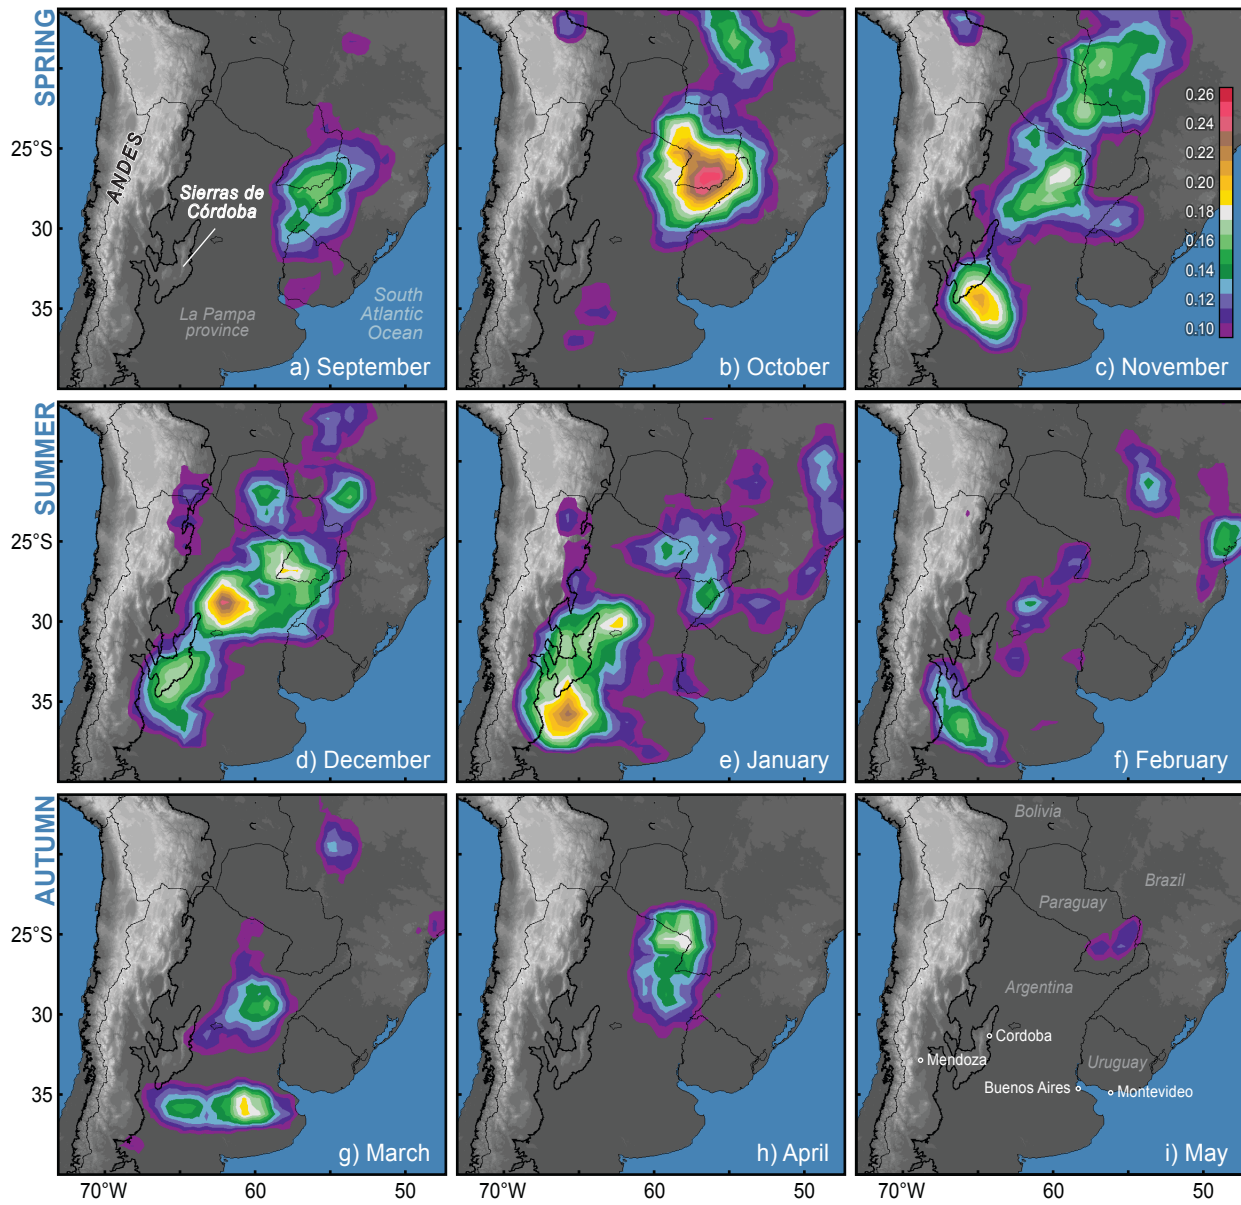 SPRING
25°S
30
35
ANDES
Sierras de
Córdoba
La Pampa
province
South
Atlantic
Ocean
a) September
b) October
0.26
0.24
0.22
0.20
0.18
0.16
0.14
0.12
0.10
c) November
SUMMER
25°S
30
35
d) December
e) January
f) February
AUTUMN
25°S
30
35
g) March
h) April
Bolivia
Brazil
Paraguay
Argentina
Cordoba
Mendoza
Uruguay
Buenos Aires
Montevideo
i) May
70°W
60
50
60
50
70°W
60
50